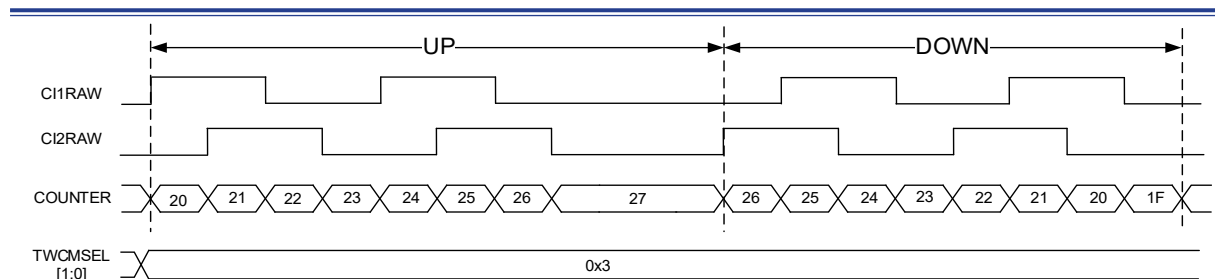 UP DOWN
CI1RAW
CI2RAW
COUNTER 20 21 22 23 24 25 26 27 26 25 24 23 22 21 20 1F
TWCMSEL
[1:0] 0x3